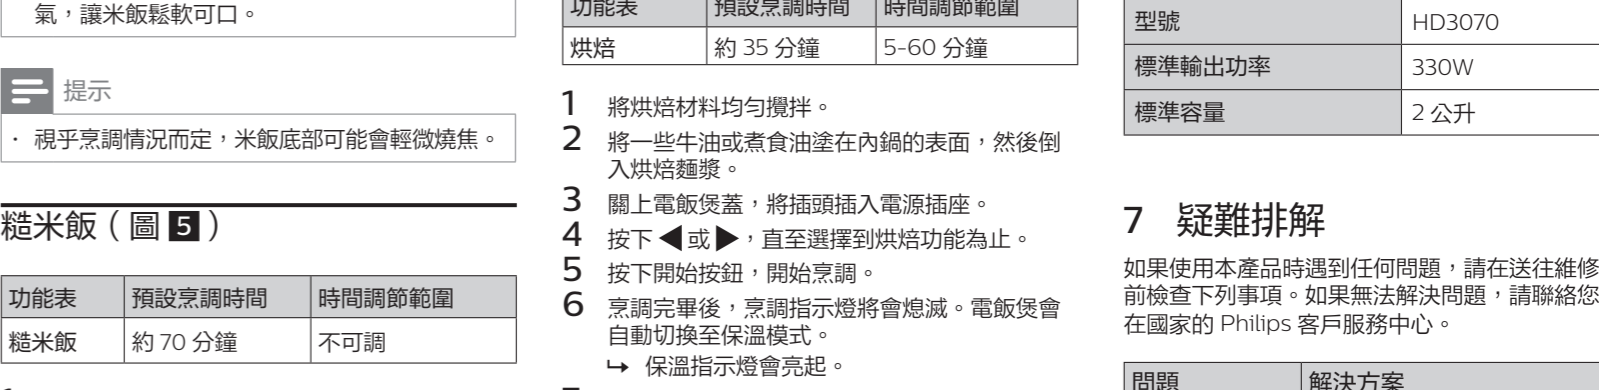 氣，讓米飯鬆軟可口。
提示
· 視乎烹調情況而定，米飯底部可能會輕微燒焦。
糙米飯（圖 5）
功能表 預設烹調時間 時間調節範圍
糙米飯 約 70 分鐘 不可調
功能表 預設烹調時間 時間調節範圍
烘焙 約 35 分鐘 5-60 分鐘
1 將烘焙材料均勻攪拌。
2 將一些牛油或煮食油塗在內鍋的表面，然後倒
入烘焙麵漿。
3 關上電飯煲蓋，將插頭插入電源插座。
4 按下 ◀ 或 ▶，直至選擇到烘焙功能為止。
5 按下開始按鈕，開始烹調。
6 烹調完畢後，烹調指示燈將會熄滅。電飯煲會
自動切換至保溫模式。
↳ 保溫指示燈會亮起。
型號 HD3070
標準輸出功率 330W
標準容量 2 公升
7 疑難排解
如果使用本產品時遇到任何問題，請在送往維修
前檢查下列事項。如果無法解決問題，請聯絡您
在國家的 Philips 客戶服務中心。
問題 解決方案